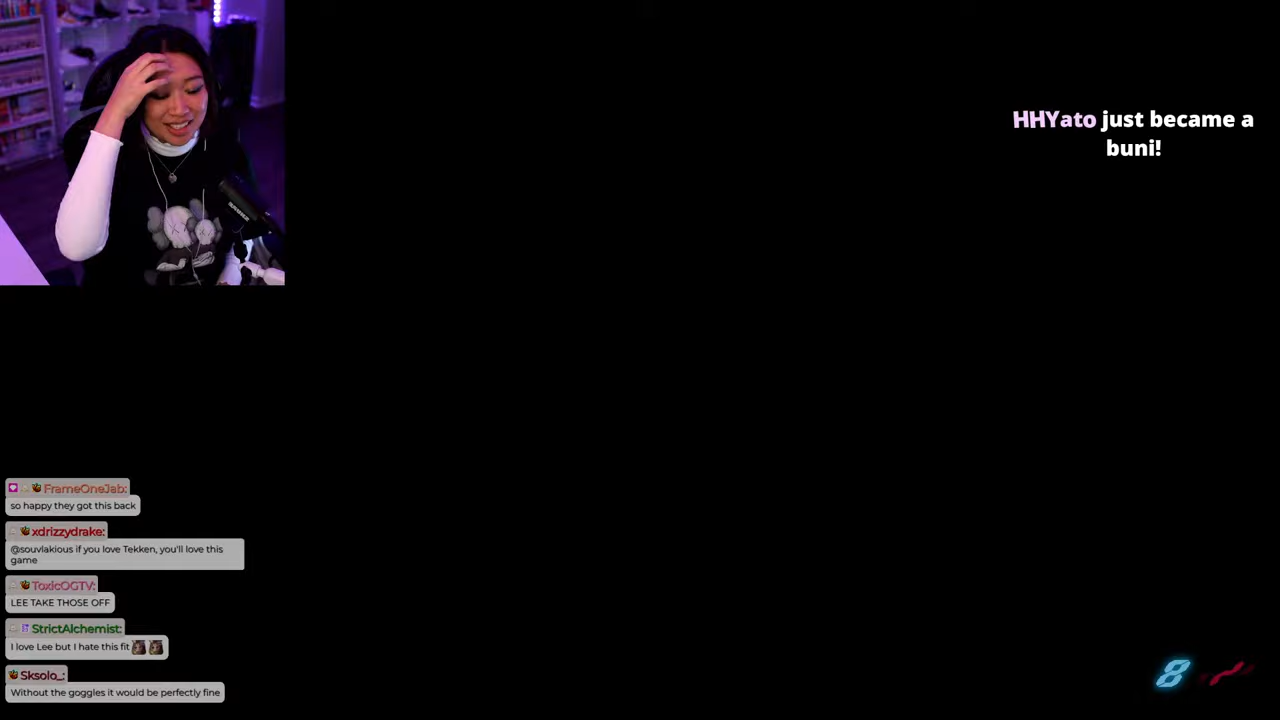 HHYato just became a
buni!
FrameOneJab:
so happy they got this back
xdrizzydrake:
@souvlakious if you love Tekken, you'll love this
game
ToxicOGTV:
LEE TAKE THOSE OFF
StrictAlchemist:
I love Lee but I hate this fit
Sksolo_:
Without the goggles it would be perfectly fine
8